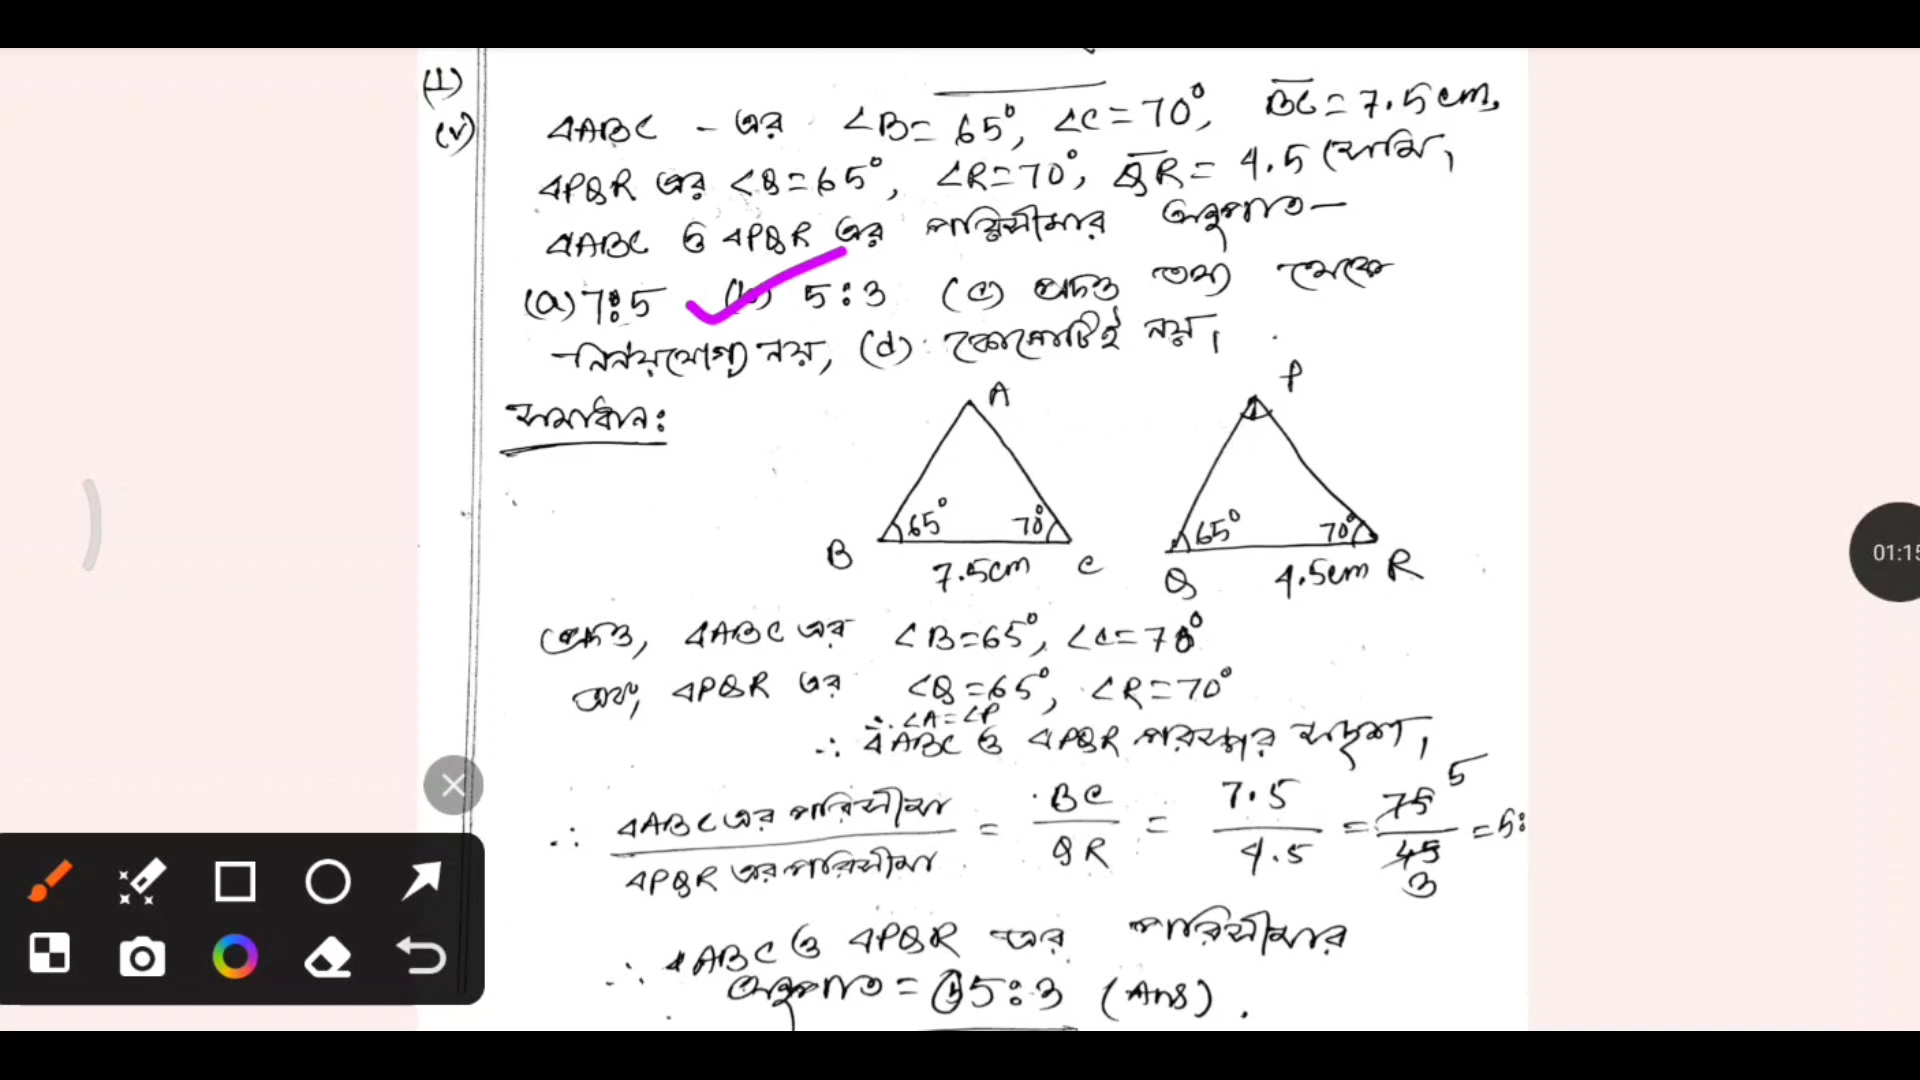 (1)
(v)
△ABC - এর ∠B= 65°, ∠C=70°, BC=7.5cm,
△PQR এর ∠Q=65°, ∠R=70°, QR= 4.5 সেমি,
△ABC ও △PQR এর পরিসীমার অনুপাত—
(a) 7:5 (b) 5:3 (c) প্রদত্ত তথ্য থেকে
নির্ণয়যোগ্য নয়, (d) কোনোটিই নয়।
সমাধান:
A
P
65° 70°
65° 70°
B 7.5cm C
Q 4.5cm R
প্রদত্ত, △ABC এর ∠B=65°, ∠C=70°
এবং, △PQR এর ∠Q=65°, ∠R=70°
∴ ∠A=∠P
∴ △ABC ও △PQR পরস্পর সদৃশ।
∴ △ABC এর পরিসীমা / △PQR এর পরিসীমা = BC / QR = 7.5 / 4.5 = 75 5 / 45 3 = 5:
∴ △ABC ও △PQR এর পরিসীমার
অনুপাত = 5:3 (Ans).
01:15